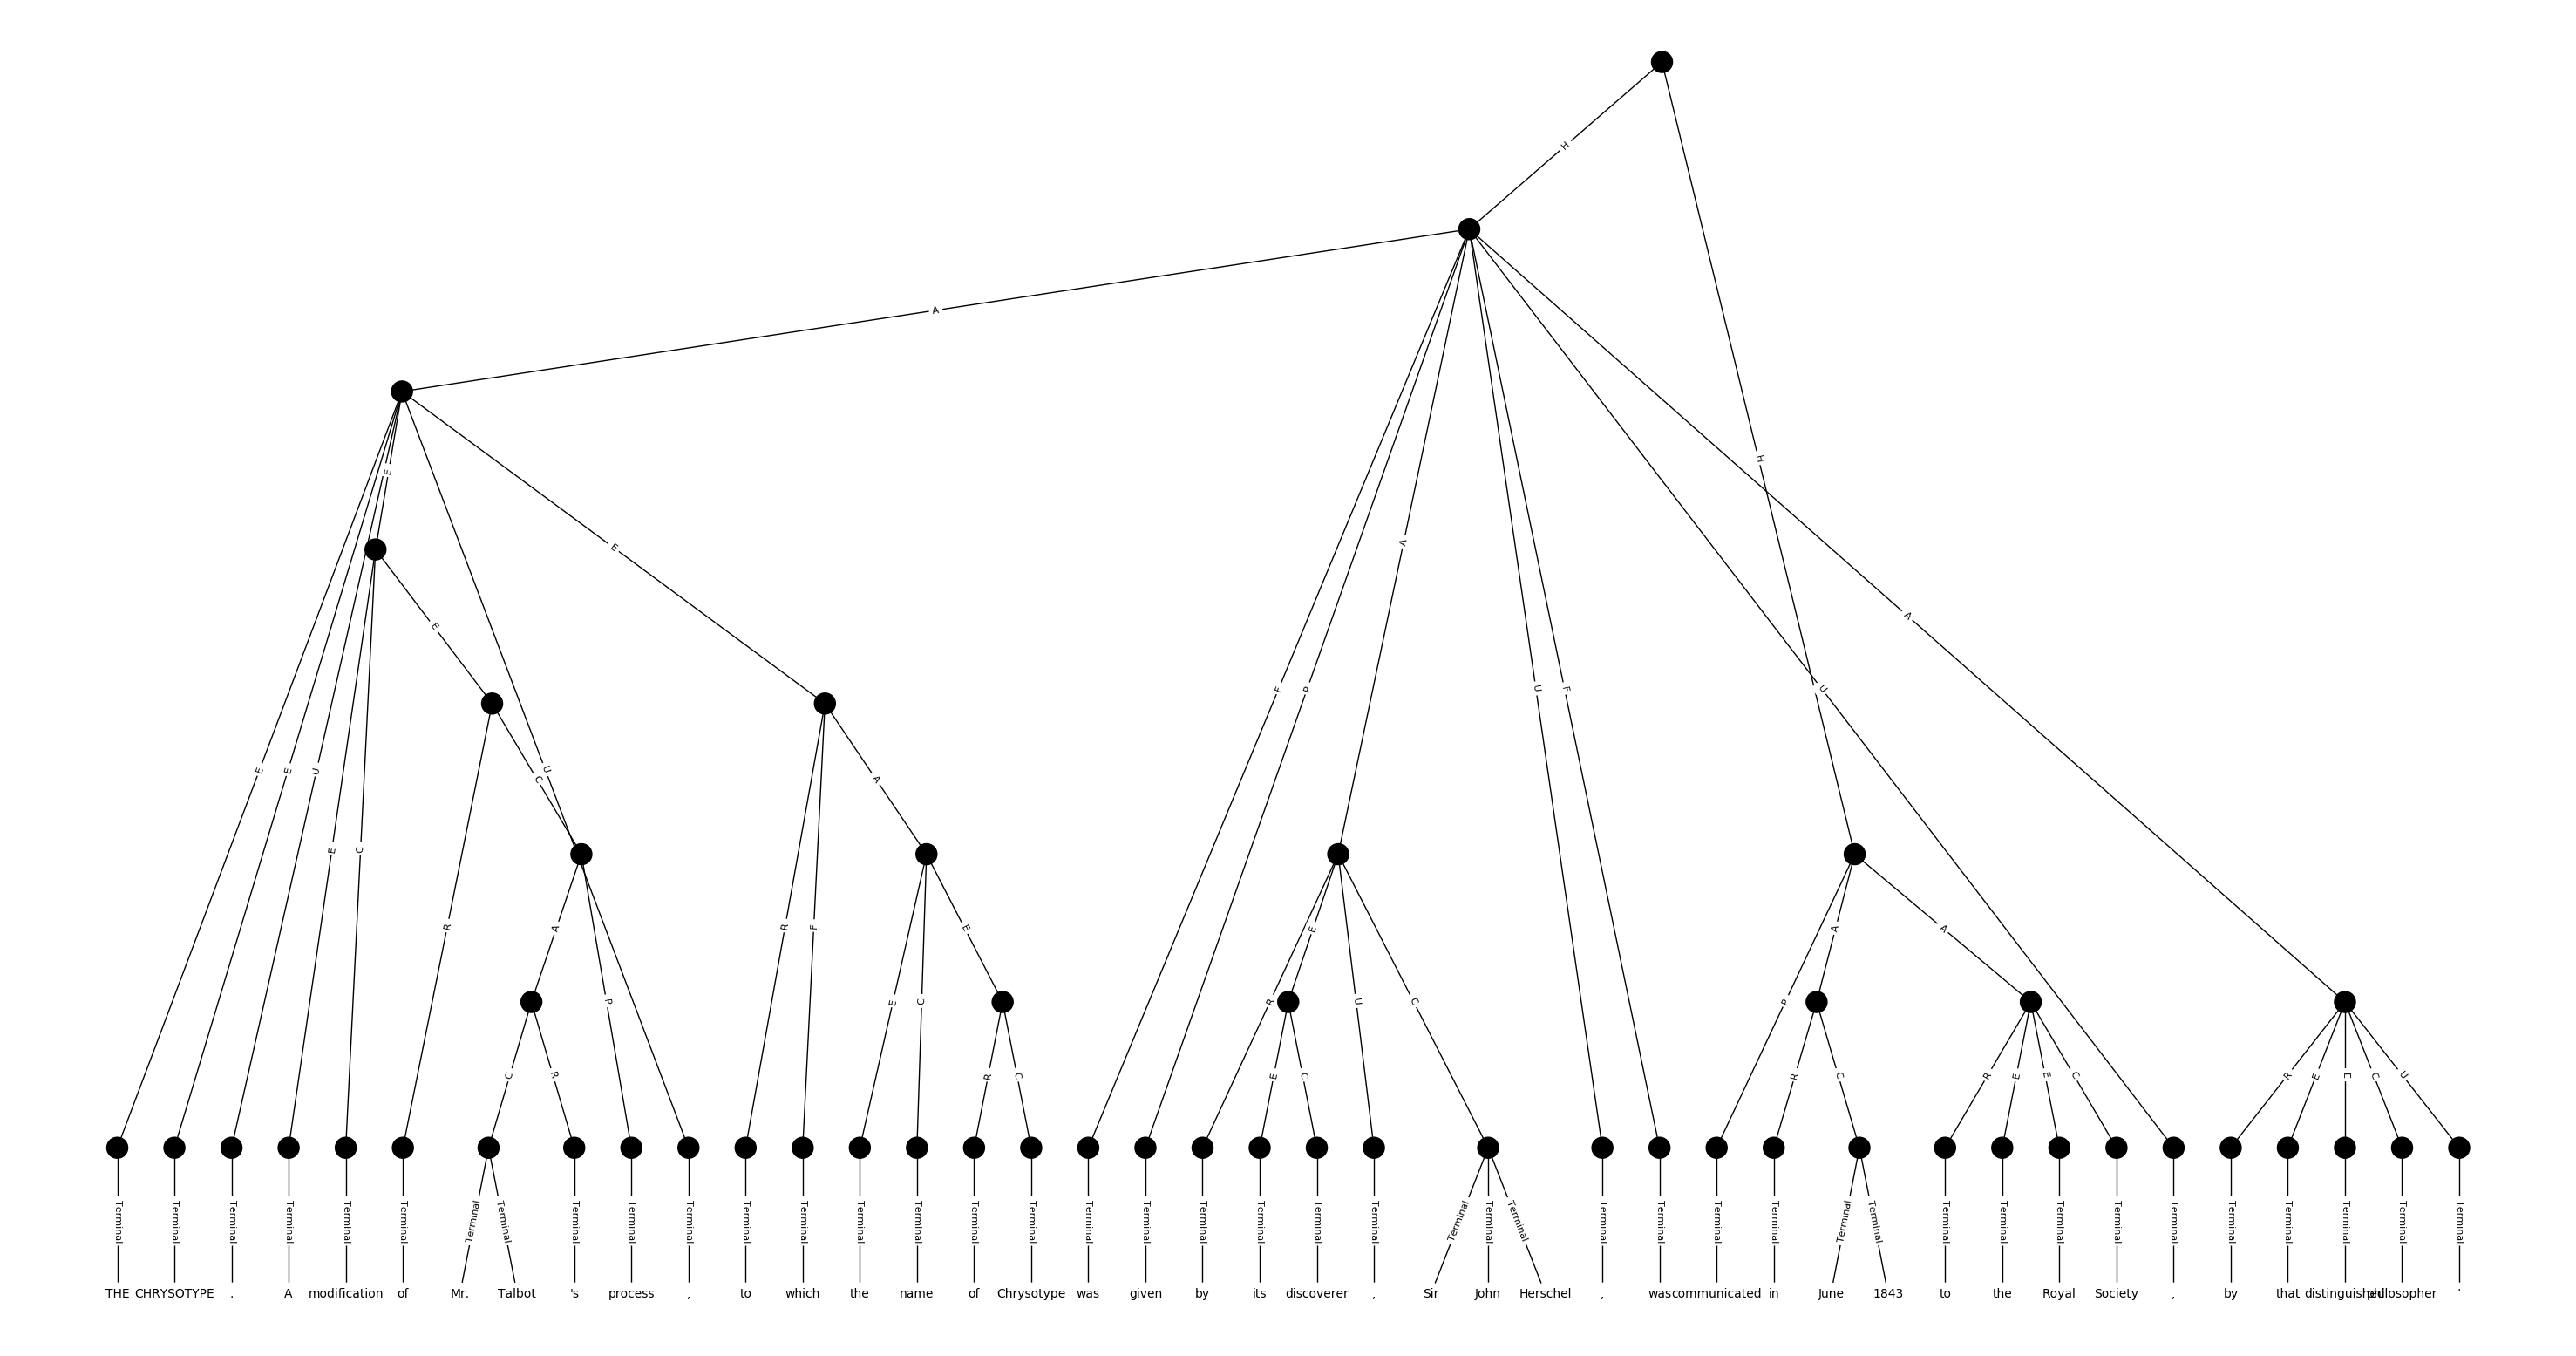 H
A
H
E
A E
A
E
F P U F U
E E U U
C A
E C
R A R F E E A A
P E C R U C P
C R R C E C R C R E E C R E E C U
Terminal Terminal Terminal Terminal Terminal Terminal Terminal Terminal Terminal Terminal Terminal Terminal Terminal Terminal Terminal Terminal Terminal Terminal Terminal Terminal Terminal Terminal Terminal Terminal Terminal Terminal Terminal Terminal Terminal Terminal Terminal Terminal Terminal Terminal Terminal Terminal Terminal Terminal Terminal Terminal Terminal Terminal
THE CHRYSOTYPE . A modification of Mr. Talbot 's process , to which the name of Chrysotype was given by its discoverer , Sir John Herschel , was communicated in June 1843 to the Royal Society , by that distinguished philosopher .